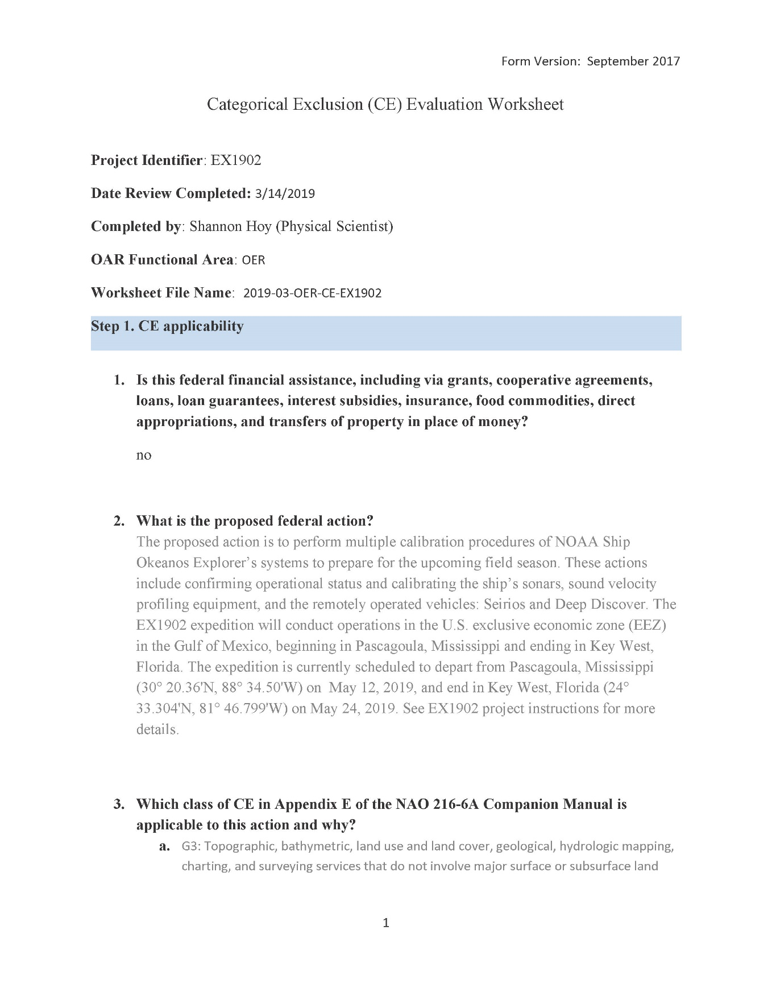 Form Version:  September 2017
Categorical Exclusion (CE) Evaluation Worksheet
Project Identifier: EX1902
Date Review Completed: 3/14/2019
Completed by: Shannon Hoy (Physical Scientist)
OAR Functional Area: OER
Worksheet File Name:  2019-03-OER-CE-EX1902
Step 1. CE applicability
1. Is this federal financial assistance, including via grants, cooperative agreements,
loans, loan guarantees, interest subsidies, insurance, food commodities, direct
appropriations, and transfers of property in place of money?
no
2. What is the proposed federal action?
The proposed action is to perform multiple calibration procedures of NOAA Ship
Okeanos Explorer’s systems to prepare for the upcoming field season. These actions
include confirming operational status and calibrating the ship’s sonars, sound velocity
profiling equipment, and the remotely operated vehicles: Seirios and Deep Discover. The
EX1902 expedition will conduct operations in the U.S. exclusive economic zone (EEZ)
in the Gulf of Mexico, beginning in Pascagoula, Mississippi and ending in Key West,
Florida. The expedition is currently scheduled to depart from Pascagoula, Mississippi
(30° 20.36'N, 88° 34.50'W) on  May 12, 2019, and end in Key West, Florida (24°
33.304'N, 81° 46.799'W) on May 24, 2019. See EX1902 project instructions for more
details.
3. Which class of CE in Appendix E of the NAO 216-6A Companion Manual is
applicable to this action and why?
a. G3: Topographic, bathymetric, land use and land cover, geological, hydrologic mapping,
charting, and surveying services that do not involve major surface or subsurface land
1